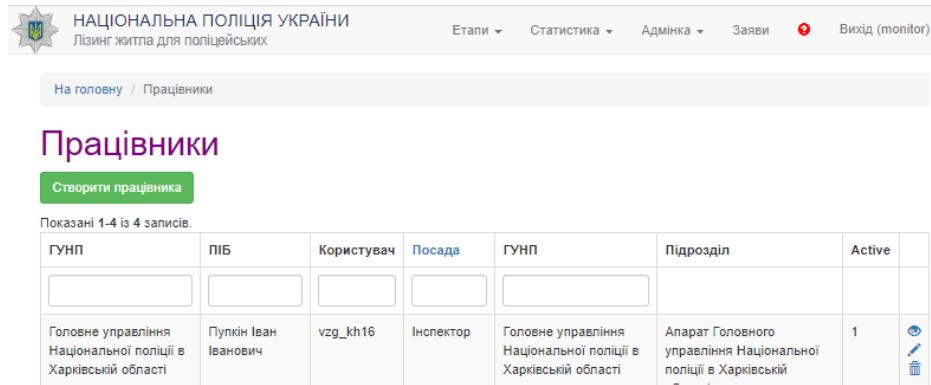 НАЦІОНАЛЬНА ПОЛІЦІЯ УКРАЇНИ
Лізинг житла для поліцейських
Етапи Статистика Адмінка Заяви Вихід (monitor)
На головну / Працівники
Працівники
Створити працівника
Показані 1-4 із 4 записів.
ГУНП ПІБ Користувач Посада ГУНП Підрозділ Active
Головне управління Пупкін Іван vzg_kh16 Інспектор Головне управління Апарат Головного 1
Національної поліції в Іванович Національної поліції в управління Національної
Харківській області Харківській області поліції в Харківській